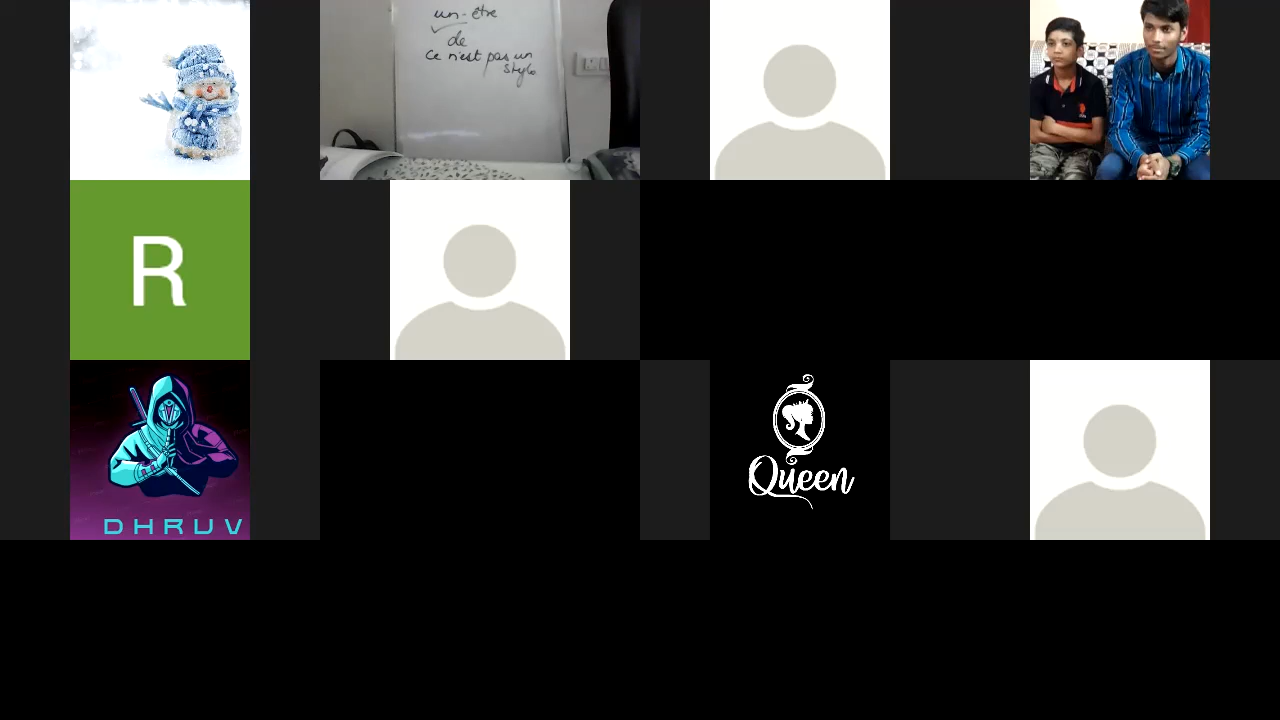 un-être
de
ce n'est pas un
stylo
R
DHRUV
Queen